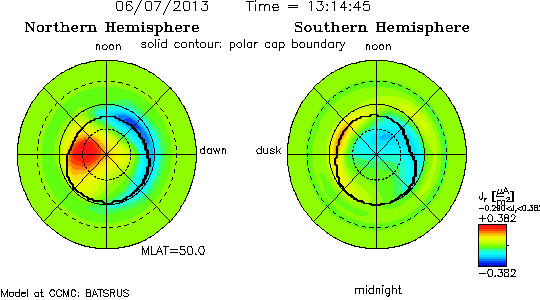 06/07/2013 Time = 13:14:45
Northern Hemisphere Southern Hemisphere
noon noon
solid contour: polar cap boundary
dawn dusk
MLAT=50.0
+0.382
-0.382
midnight
Model at CCMC: BATSRUS